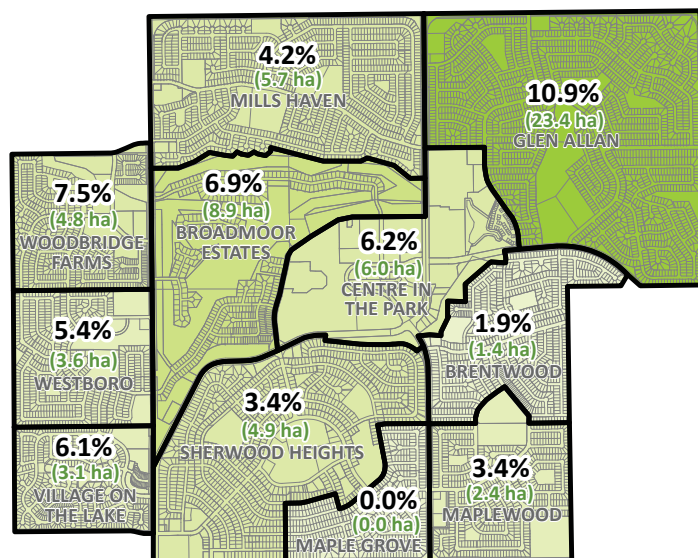 4.2%
(5.7 ha)
MILLS HAVEN
10.9%
(23.4 ha)
GLEN ALLAN
7.5%
(4.8 ha)
WOODBRIDGE
FARMS
6.9%
(8.9 ha)
BROADMOOR
ESTATES
6.2%
(6.0 ha)
CENTRE IN
THE PARK
5.4%
(3.6 ha)
WESTBORO
1.9%
(1.4 ha)
BRENTWOOD
3.4%
(4.9 ha)
SHERWOOD HEIGHTS
6.1%
(3.1 ha)
VILLAGE ON
THE LAKE
0.0%
(0.0 ha)
MAPLE GROVE
3.4%
(2.4 ha)
MAPLEWOOD